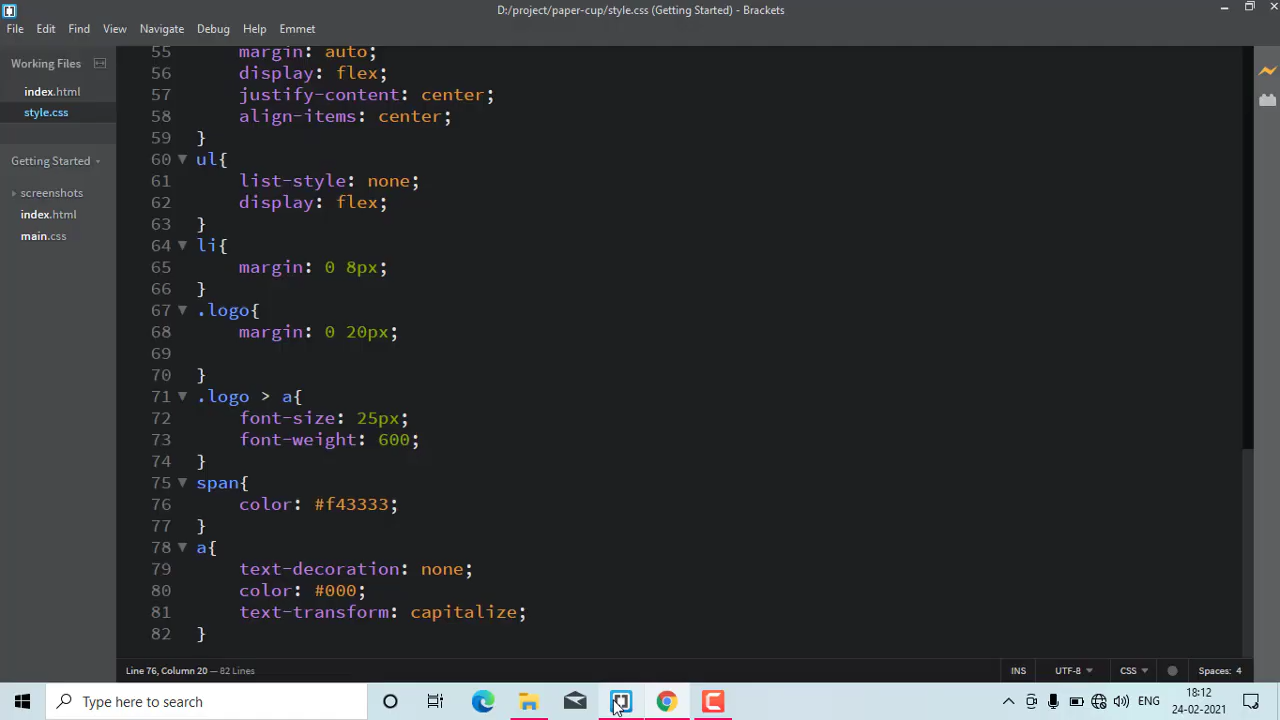 D:/project/paper-cup/style.css (Getting Started) - Brackets
File Edit Find View Navigate Debug Help Emmet
Working Files
index.html
style.css
Getting Started
screenshots
index.html
main.css
55 margin: auto;
56 display: flex;
57 justify-content: center;
58 align-items: center;
59 }
60 ul{
61 list-style: none;
62 display: flex;
63 }
64 li{
65 margin: 0 8px;
66 }
67 .logo{
68 margin: 0 20px;
69
70 }
71 .logo > a{
72 font-size: 25px;
73 font-weight: 600;
74 }
75 span{
76 color: #f43333;
77 }
78 a{
79 text-decoration: none;
80 color: #000;
81 text-transform: capitalize;
82 }
Line 76, Column 20 — 82 Lines
INS UTF-8 CSS Spaces: 4
Type here to search
ENG
18:12
24-02-2021